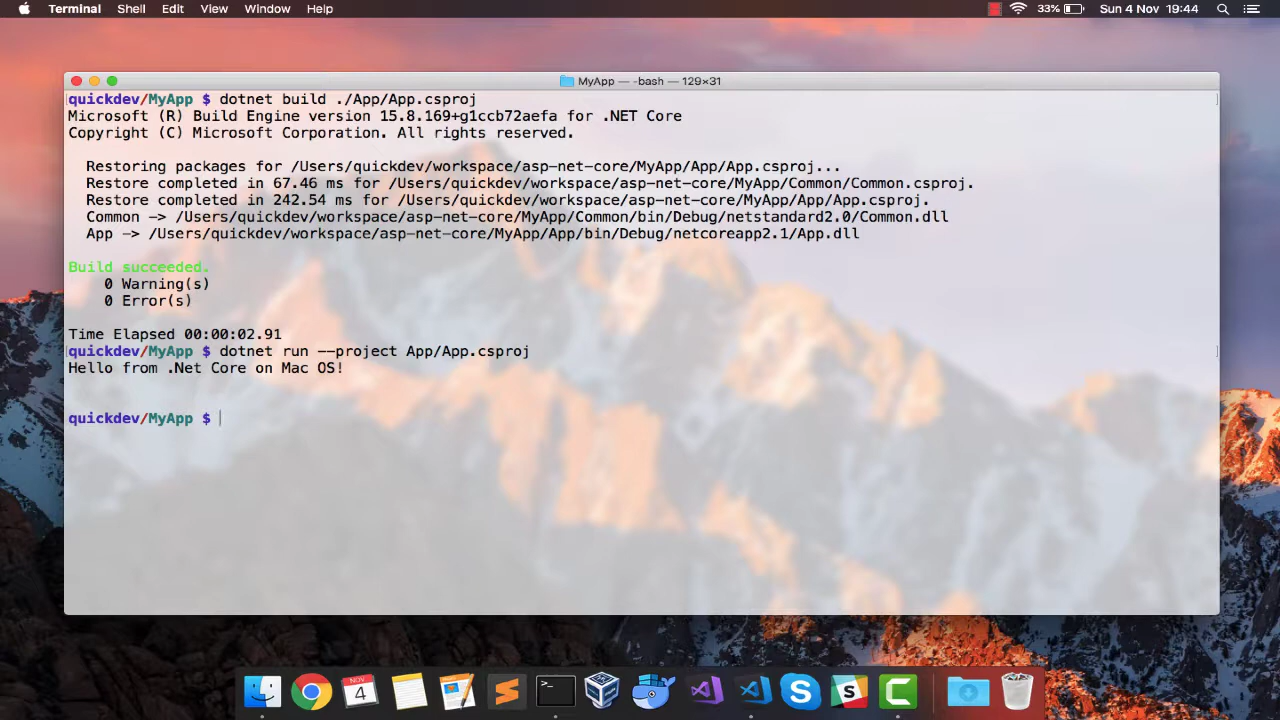 Terminal Shell Edit View Window Help 33% Sun 4 Nov 19:44
MyApp — -bash — 129×31
quickdev/MyApp $ dotnet build ./App/App.csproj
Microsoft (R) Build Engine version 15.8.169+g1ccb72aefa for .NET Core
Copyright (C) Microsoft Corporation. All rights reserved.
Restoring packages for /Users/quickdev/workspace/asp-net-core/MyApp/App/App.csproj...
Restore completed in 67.46 ms for /Users/quickdev/workspace/asp-net-core/MyApp/Common/Common.csproj.
Restore completed in 242.54 ms for /Users/quickdev/workspace/asp-net-core/MyApp/App/App.csproj.
Common -> /Users/quickdev/workspace/asp-net-core/MyApp/Common/bin/Debug/netstandard2.0/Common.dll
App -> /Users/quickdev/workspace/asp-net-core/MyApp/App/bin/Debug/netcoreapp2.1/App.dll
Build succeeded.
0 Warning(s)
0 Error(s)
Time Elapsed 00:00:02.91
quickdev/MyApp $ dotnet run --project App/App.csproj
Hello from .Net Core on Mac OS!
quickdev/MyApp $
NOV
4